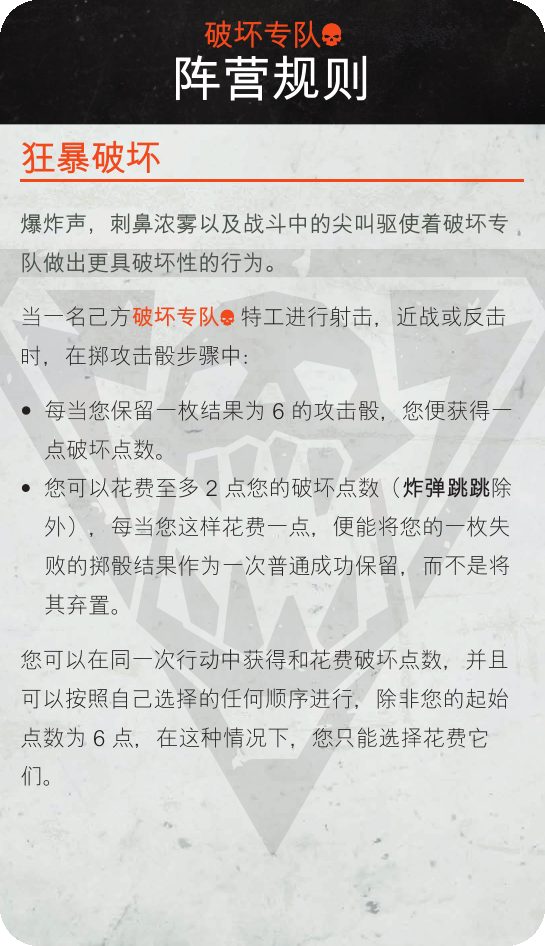 破坏专队
阵营规则
狂暴破坏
爆炸声，刺鼻浓雾以及战斗中的尖叫驱使着破坏专
队做出更具破坏性的行为。
当一名己方破坏专队 特工进行射击，近战或反击
时，在掷攻击骰步骤中:
• 每当您保留一枚结果为 6 的攻击骰，您便获得一
点破坏点数。
• 您可以花费至多 2 点您的破坏点数（炸弹跳跳除
外），每当您这样花费一点，便能将您的一枚失
败的掷骰结果作为一次普通成功保留，而不是将
其弃置。
您可以在同一次行动中获得和花费破坏点数，并且
可以按照自己选择的任何顺序进行，除非您的起始
点数为 6 点，在这种情况下，您只能选择花费它
们。